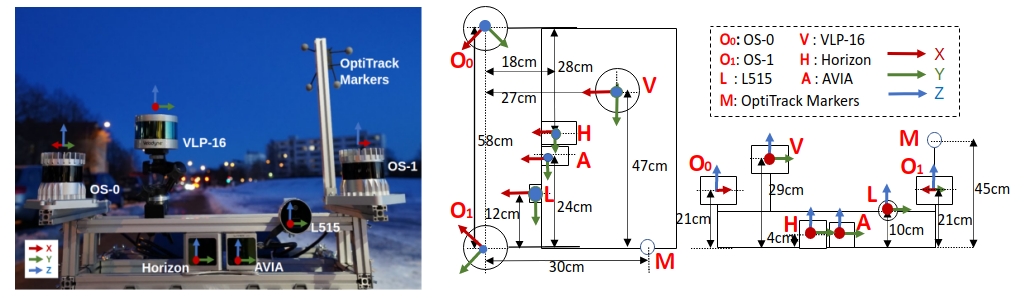 OptiTrack
Markers
VLP-16
OS-0
OS-1
L515
Horizon
AVIA
X
Y
Z
O₀
18cm
28cm
27cm
V
58cm
H
A
47cm
L
O₁
12cm
24cm
30cm
M
O₀: OS-0 V : VLP-16
O₁: OS-1 H : Horizon
L : L515 A : AVIA
M: OptiTrack Markers
X
Y
Z
M
V
O₀
O₁
29cm
L
45cm
21cm
H
A
21cm
4cm
10cm